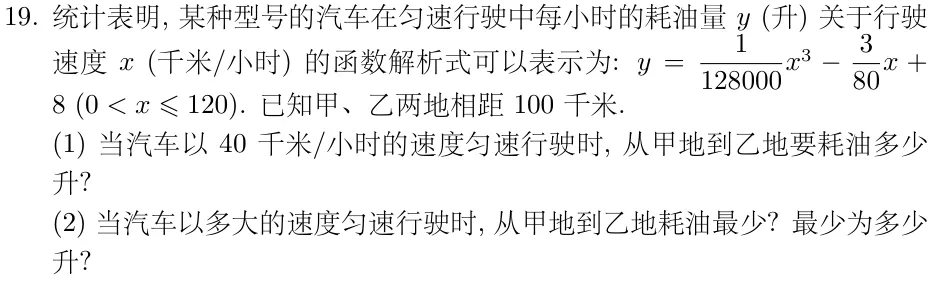 19. 统计表明, 某种型号的汽车在匀速行驶中每小时的耗油量 y (升) 关于行驶
速度 x (千米/小时) 的函数解析式可以表示为: y = \frac{1}{128000}x^3 − \frac{3}{80}x +
8 (0 < x ⩽ 120). 已知甲、乙两地相距 100 千米.
(1) 当汽车以 40 千米/小时的速度匀速行驶时, 从甲地到乙地要耗油多少
升?
(2) 当汽车以多大的速度匀速行驶时, 从甲地到乙地耗油最少? 最少为多少
升?